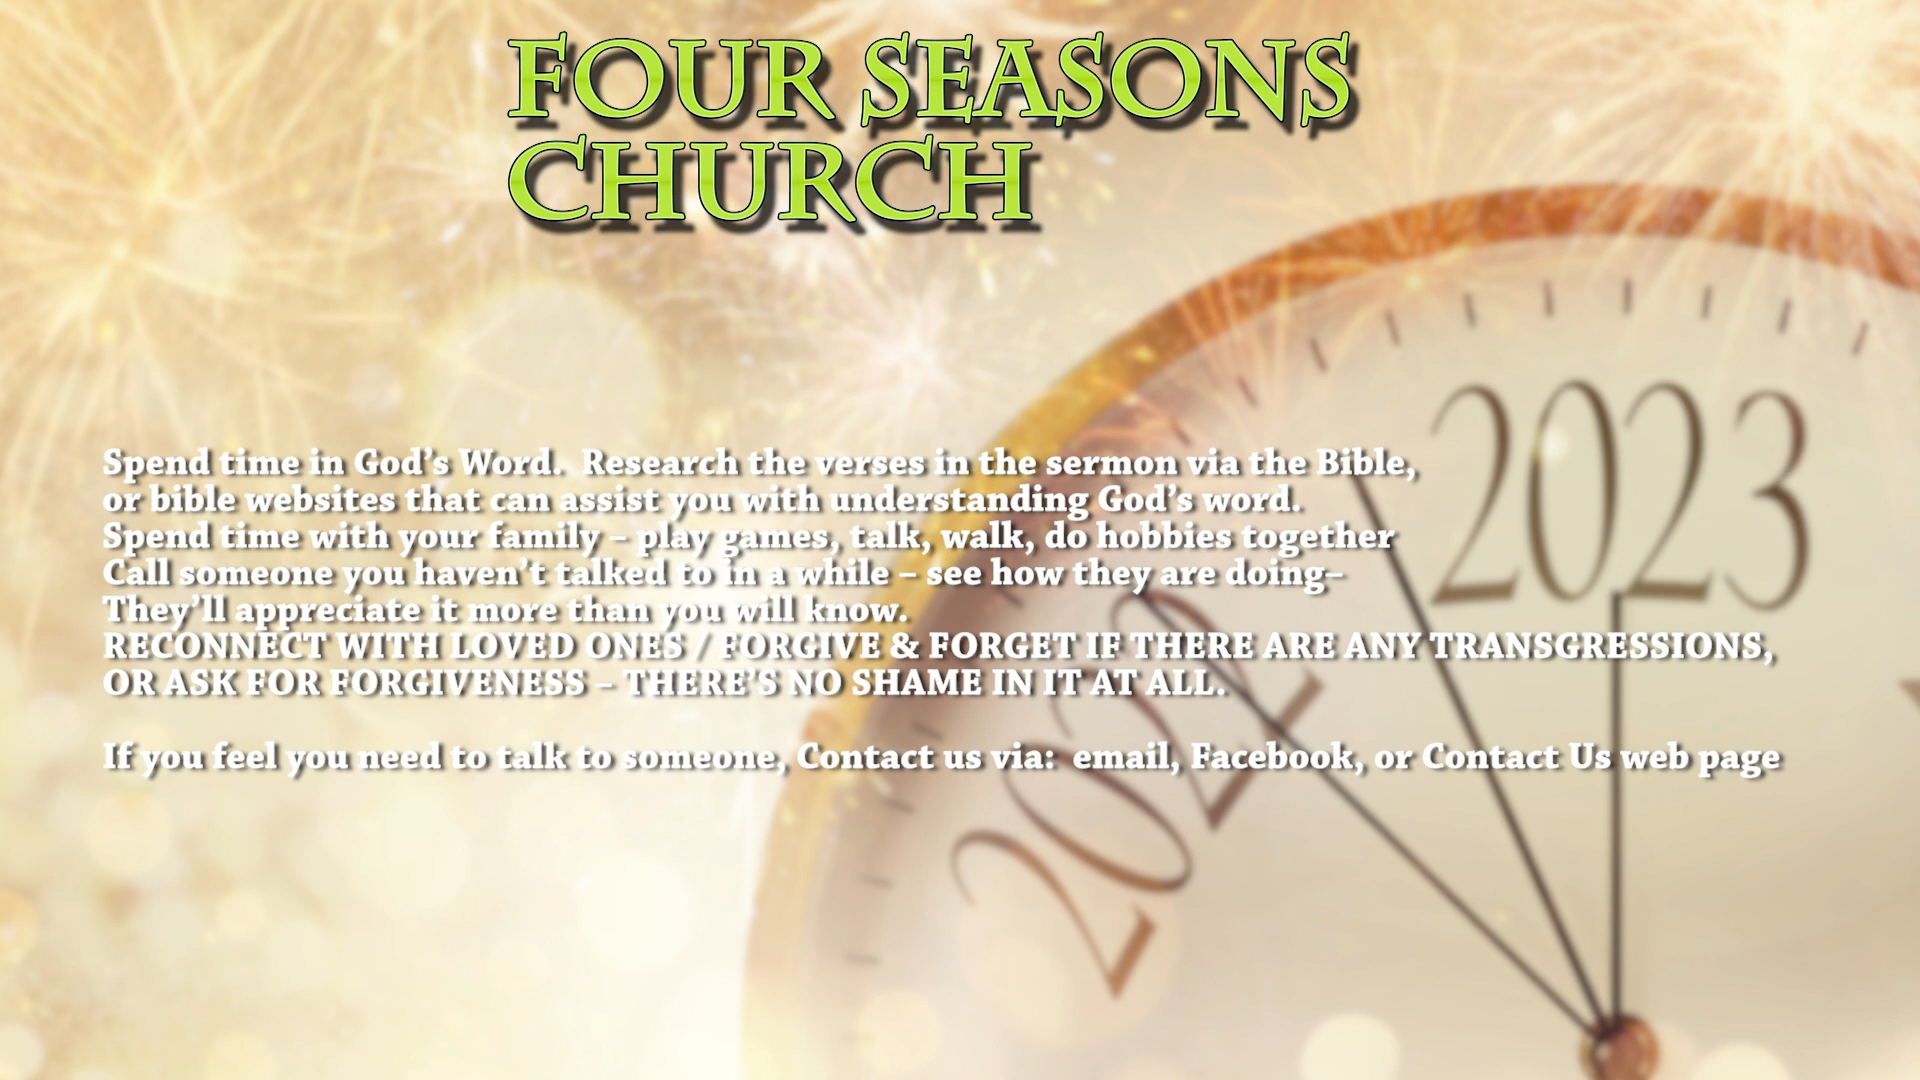 FOUR SEASONS
CHURCH
2023
Spend time in God’s Word.  Research the verses in the sermon via the Bible,
or bible websites that can assist you with understanding God’s word.
Spend time with your family – play games, talk, walk, do hobbies together
Call someone you haven’t talked to in a while – see how they are doing–
They’ll appreciate it more than you will know.
RECONNECT WITH LOVED ONES / FORGIVE & FORGET IF THERE ARE ANY TRANSGRESSIONS,
OR ASK FOR FORGIVENESS – THERE’S NO SHAME IN IT AT ALL.
2022
If you feel you need to talk to someone, Contact us via:  email, Facebook, or Contact Us web page